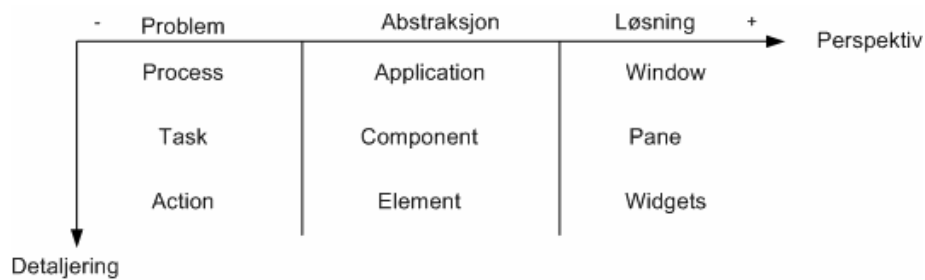 - Problem Abstraksjon Løsning +
Perspektiv
Process Application Window
Task Component Pane
Action Element Widgets
Detaljering